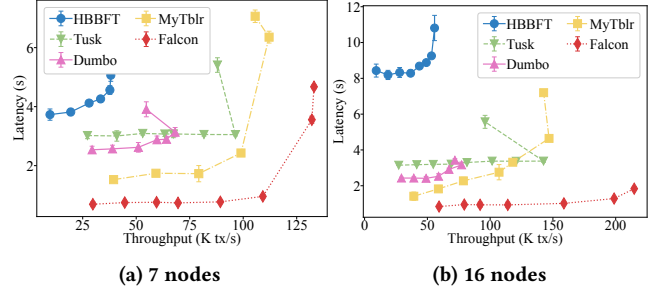 HBBFT
Tusk
Dumbo
MyTblr
Falcon
Latency (s)
6
4
2
25
50
75
100
125
Throughput (K tx/s)
(a) 7 nodes
HBBFT
Tusk
Dumbo
MyTblr
Falcon
Latency (s)
12
10
8
6
4
2
50
100
150
200
Throughput (K tx/s)
(b) 16 nodes